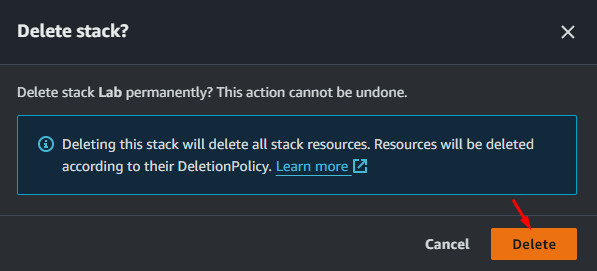 Delete stack?
Delete stack Lab permanently? This action cannot be undone.
Deleting this stack will delete all stack resources. Resources will be deleted
according to their DeletionPolicy. Learn more
Cancel
Delete